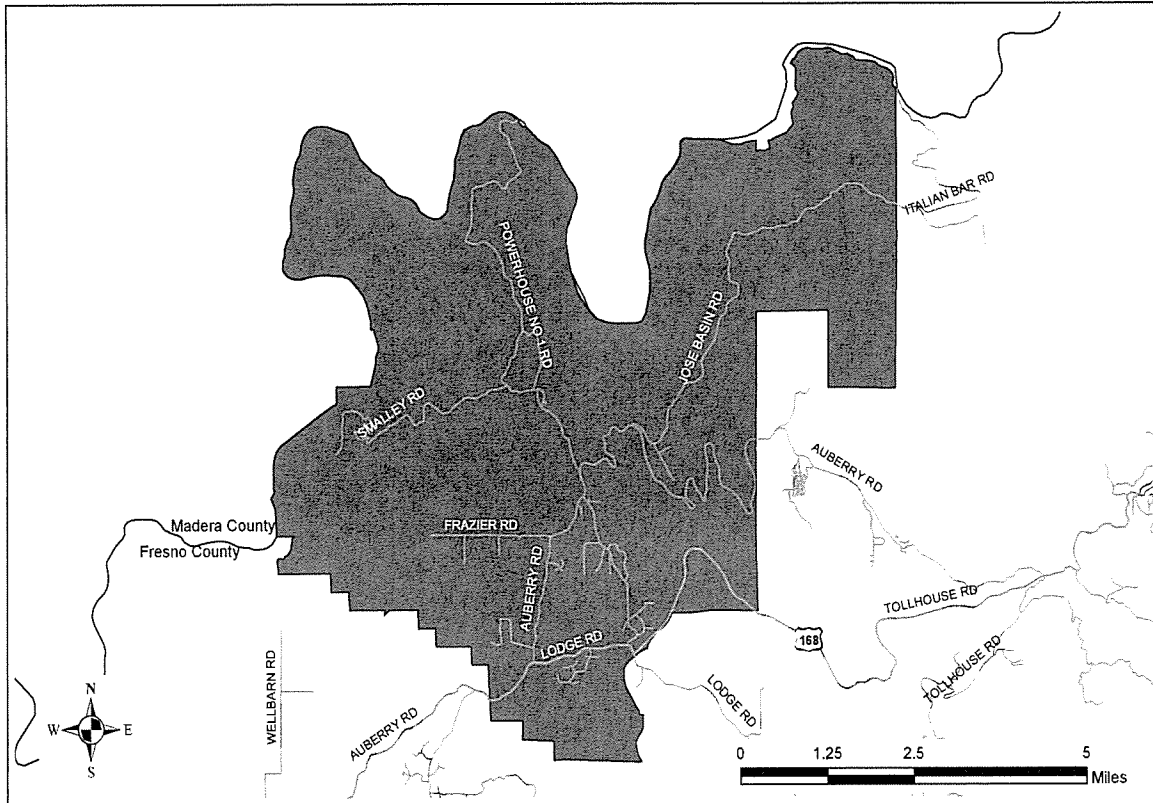 ITALIAN BAR RD
POWERHOUSE NO 1 RD
JOSE BASIN RD
SMALLEY RD
AUBERRY RD
FRAZIER RD
Madera County
Fresno County
AUBERRY RD
TOLLHOUSE RD
168
LODGE RD
TOLLHOUSE RD
LODGE RD
WELLBARN RD
AUBERRY RD
N
W E
S
0 1.25 2.5 5
Miles